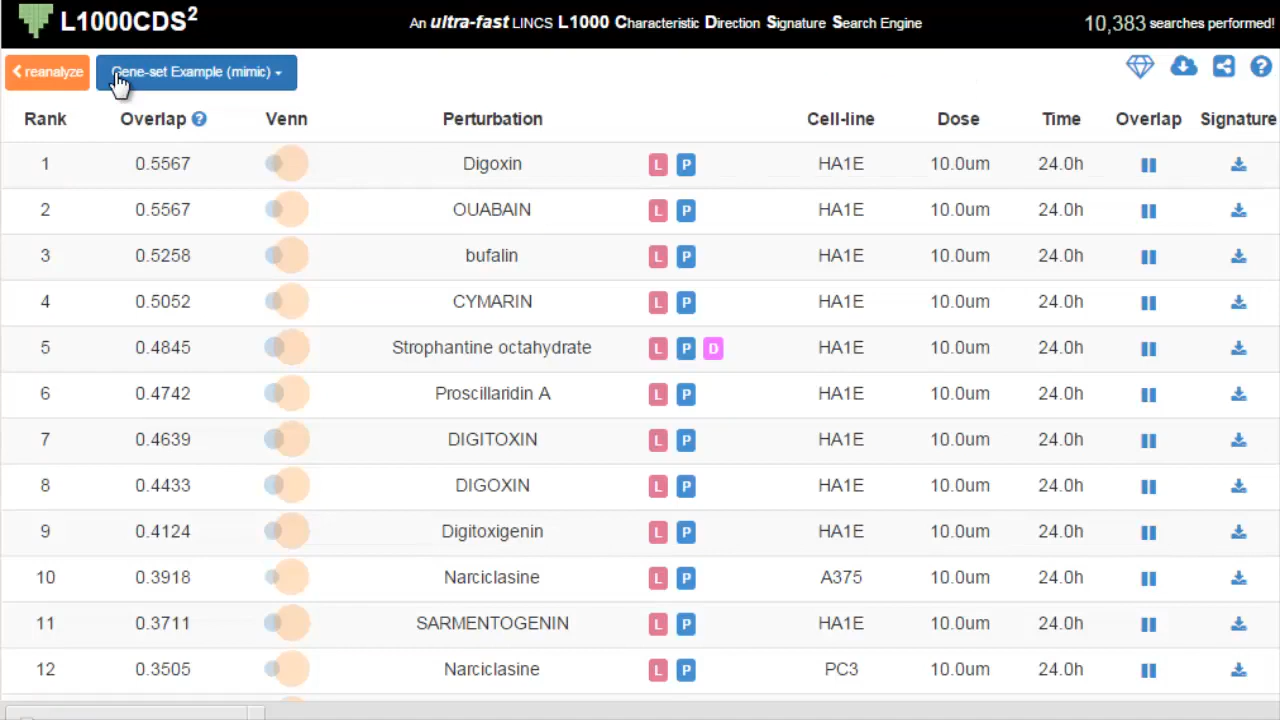 L1000CDS²
An ultra-fast LINCS L1000 Characteristic Direction Signature Search Engine
10,383 searches performed!
reanalyze
Gene-set Example (mimic)
?
Rank Overlap ? Venn Perturbation Cell-line Dose Time Overlap Signature
1 0.5567 Digoxin L P HA1E 10.0um 24.0h
2 0.5567 OUABAIN L P HA1E 10.0um 24.0h
3 0.5258 bufalin L P HA1E 10.0um 24.0h
4 0.5052 CYMARIN L P HA1E 10.0um 24.0h
5 0.4845 Strophantine octahydrate L P D HA1E 10.0um 24.0h
6 0.4742 Proscillaridin A L P HA1E 10.0um 24.0h
7 0.4639 DIGITOXIN L P HA1E 10.0um 24.0h
8 0.4433 DIGOXIN L P HA1E 10.0um 24.0h
9 0.4124 Digitoxigenin L P HA1E 10.0um 24.0h
10 0.3918 Narciclasine L P A375 10.0um 24.0h
11 0.3711 SARMENTOGENIN L P HA1E 10.0um 24.0h
12 0.3505 Narciclasine L P PC3 10.0um 24.0h